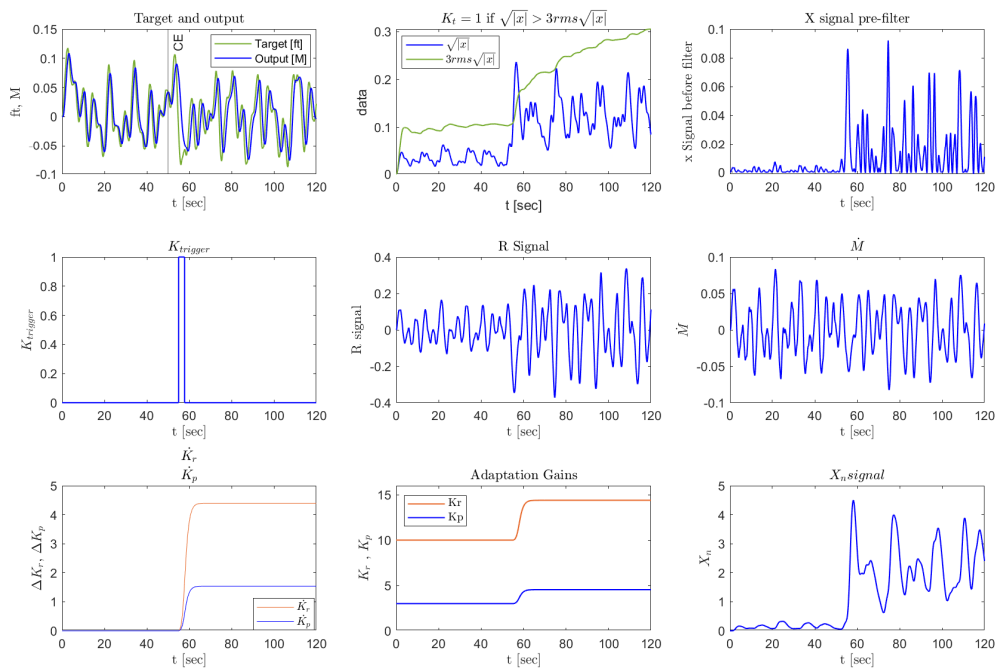 Target and output
0.15
0.1
0.05
0
-0.05
-0.1
ft, M
CE
Target [ft]
Output [M]
0 20 40 60 80 100 120
t [sec]
K_t = 1 if √|x| > 3rms√|x|
0.3
0.2
0.1
0
data
√|x|
3rms√|x|
0 20 40 60 80 100 120
t [sec]
X signal pre-filter
0.1
0.08
0.06
0.04
0.02
0
x Signal before filter
0 20 40 60 80 100 120
t [sec]
K_trigger
1
0.8
0.6
0.4
0.2
0
K_trigger
0 20 40 60 80 100 120
t [sec]
R Signal
0.4
0.2
0
-0.2
-0.4
R signal
0 20 40 60 80 100 120
t [sec]
Ṁ
0.1
0.05
0
-0.05
-0.1
Ṁ
0 20 40 60 80 100 120
t [sec]
K̇_r
K̇_p
5
4
3
2
1
0
ΔK_r, ΔK_p
K̇_r
K̇_p
0 20 40 60 80 100 120
t [sec]
Adaptation Gains
15
10
5
0
K_r , K_p
Kr
Kp
0 20 40 60 80 100 120
t [sec]
X_n signal
5
4
3
2
1
0
X_n
0 20 40 60 80 100 120
t [sec]